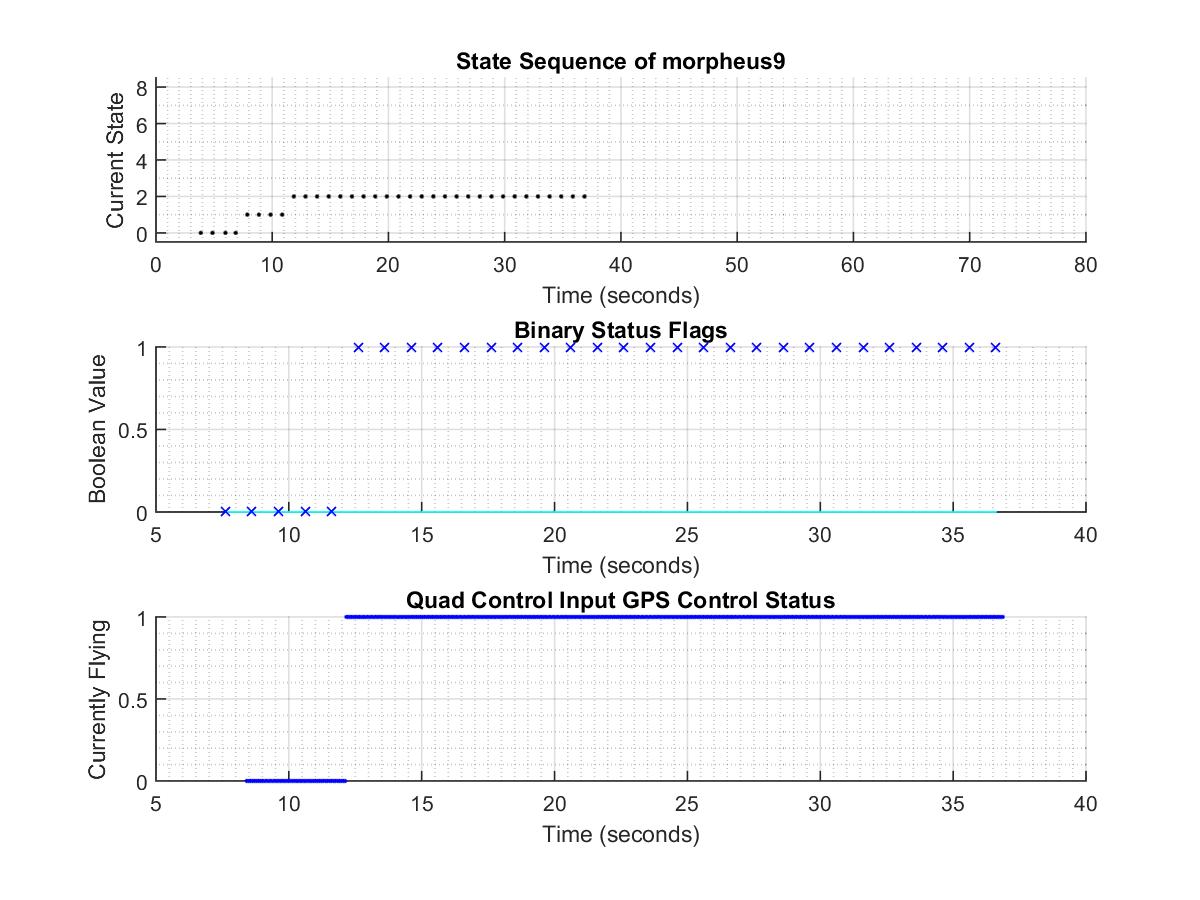 State Sequence of morpheus9
Current State
8
6
4
2
0
0 10 20 30 40 50 60 70 80
Time (seconds)
Binary Status Flags
Boolean Value
1
0.5
0
5 10 15 20 25 30 35 40
Time (seconds)
Quad Control Input GPS Control Status
Currently Flying
1
0.5
0
5 10 15 20 25 30 35 40
Time (seconds)